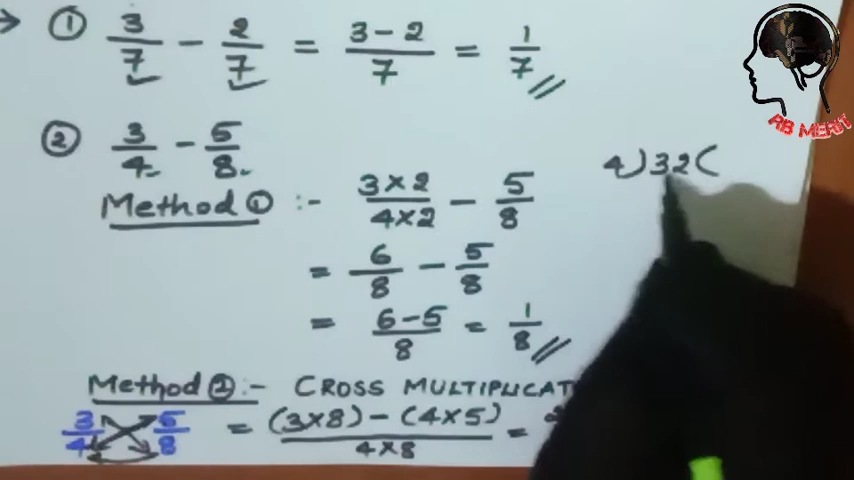 ① 3/7 - 2/7 = 3-2/7 = 1/7
② 3/4 - 5/8
4)32(
Method ① :- 3×2/4×2 - 5/8
= 6/8 - 5/8
= 6-5/8 = 1/8
Method ② :- CROSS MULTIPLICAT
3/4 5/8 = (3×8)-(4×5)/4×8 =
RB MERIT